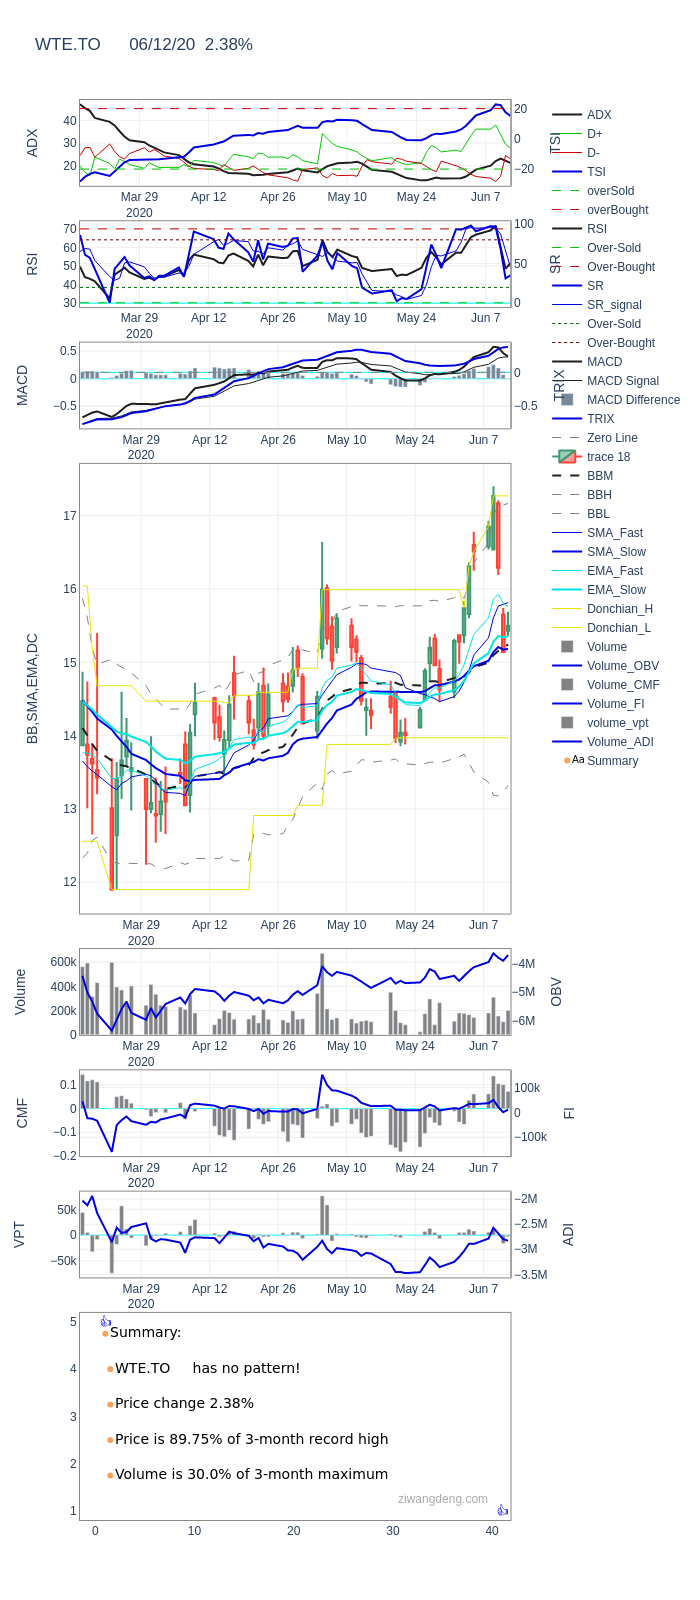 WTE.TO 06/12/20 2.38%
ADX
40
30
20
20
0
−20
TSI
Mar 29
2020
Apr 12
Apr 26
May 10
May 24
Jun 7
RSI
70
60
50
40
30
100
50
0
SR
Mar 29
2020
Apr 12
Apr 26
May 10
May 24
Jun 7
MACD
0.5
0
−0.5
0
−0.5
TRIX
Mar 29
2020
Apr 12
Apr 26
May 10
May 24
Jun 7
BB,SMA,EMA,DC
17
16
15
14
13
12
Mar 29
2020
Apr 12
Apr 26
May 10
May 24
Jun 7
Volume
600k
400k
200k
0
−4M
−5M
−6M
OBV
Mar 29
2020
Apr 12
Apr 26
May 10
May 24
Jun 7
CMF
0.1
0
−0.1
−0.2
100k
0
−100k
FI
Mar 29
2020
Apr 12
Apr 26
May 10
May 24
Jun 7
VPT
50k
0
−50k
−2M
−2.5M
−3M
−3.5M
ADI
Mar 29
2020
Apr 12
Apr 26
May 10
May 24
Jun 7
5
4
3
2
1
👍
Summary:
WTE.TO has no pattern!
Price change 2.38%
Price is 89.75% of 3-month record high
Volume is 30.0% of 3-month maximum
ziwangdeng.com
👍
0
10
20
30
40
ADX
D+
D-
TSI
overSold
overBought
RSI
Over-Sold
Over-Bought
SR
SR_signal
Over-Sold
Over-Bought
MACD
MACD Signal
MACD Difference
TRIX
Zero Line
trace 18
BBM
BBH
BBL
SMA_Fast
SMA_Slow
EMA_Fast
EMA_Slow
Donchian_H
Donchian_L
Volume
Volume_OBV
Volume_CMF
Volume_FI
volume_vpt
Volume_ADI
Aa Summary